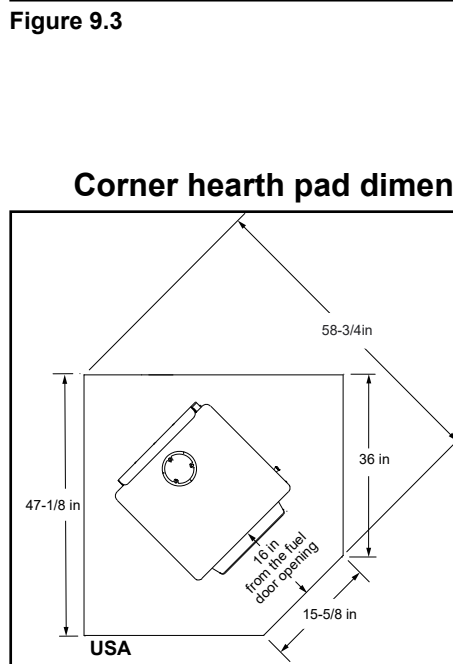 Figure 9.3
Corner hearth pad dimen
58-3/4in
36 in
47-1/8 in
16 in
from the fuel
door opening
15-5/8 in
USA